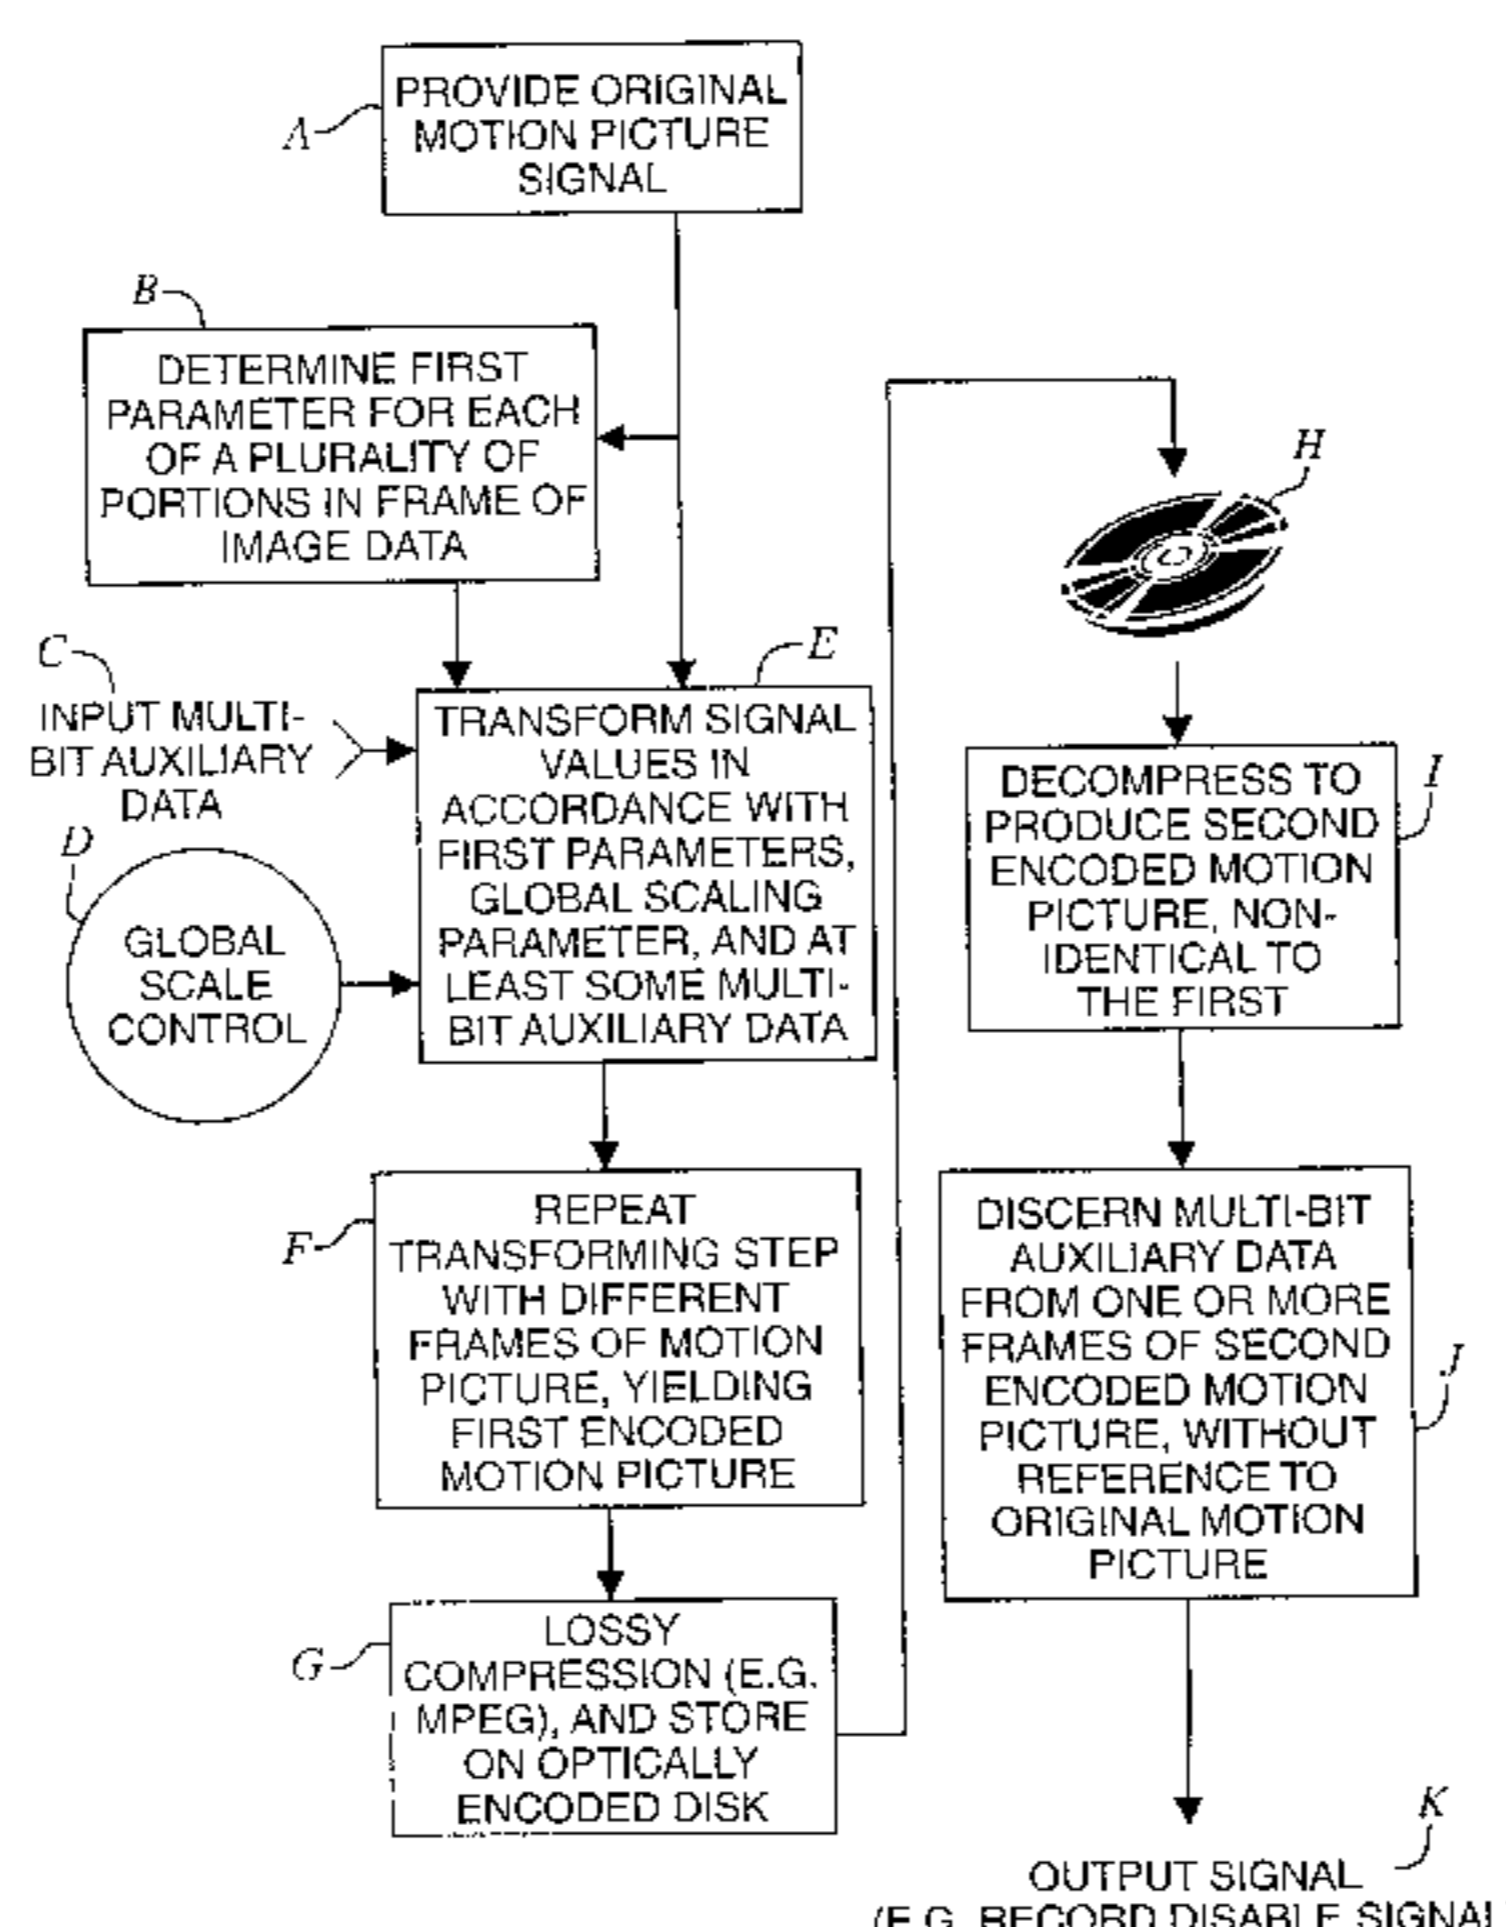 A
PROVIDE ORIGINAL
MOTION PICTURE
SIGNAL
B
DETERMINE FIRST
PARAMETER FOR EACH
OF A PLURALITY OF
PORTIONS IN FRAME OF
IMAGE DATA
C
INPUT MULTI-
BIT AUXILIARY
DATA
D
GLOBAL
SCALE
CONTROL
E
TRANSFORM SIGNAL
VALUES IN
ACCORDANCE WITH
FIRST PARAMETERS,
GLOBAL SCALING
PARAMETER, AND AT
LEAST SOME MULTI-
BIT AUXILIARY DATA
F
REPEAT
TRANSFORMING STEP
WITH DIFFERENT
FRAMES OF MOTION
PICTURE, YIELDING
FIRST ENCODED
MOTION PICTURE
G
LOSSY
COMPRESSION (E.G.
MPEG), AND STORE
ON OPTICALLY
ENCODED DISK
H
I
DECOMPRESS TO
PRODUCE SECOND
ENCODED MOTION
PICTURE, NON-
IDENTICAL TO
THE FIRST
J
DISCERN MULTI-BIT
AUXILIARY DATA
FROM ONE OR MORE
FRAMES OF SECOND
ENCODED MOTION
PICTURE, WITHOUT
REFERENCE TO
ORIGINAL MOTION
PICTURE
K
OUTPUT SIGNAL
(E.G. RECORD DISABLE SIGNAL